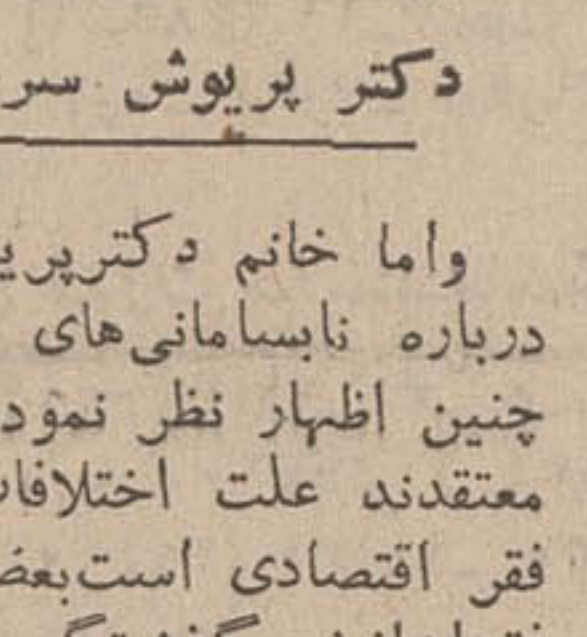 دکتر پریوش سر
واما خانم دکترپری
درباره نابسامانی‌های
چنین اظهار نظر نمود
معتقدند علت اختلافا
فقر اقتصادی است‌بعض